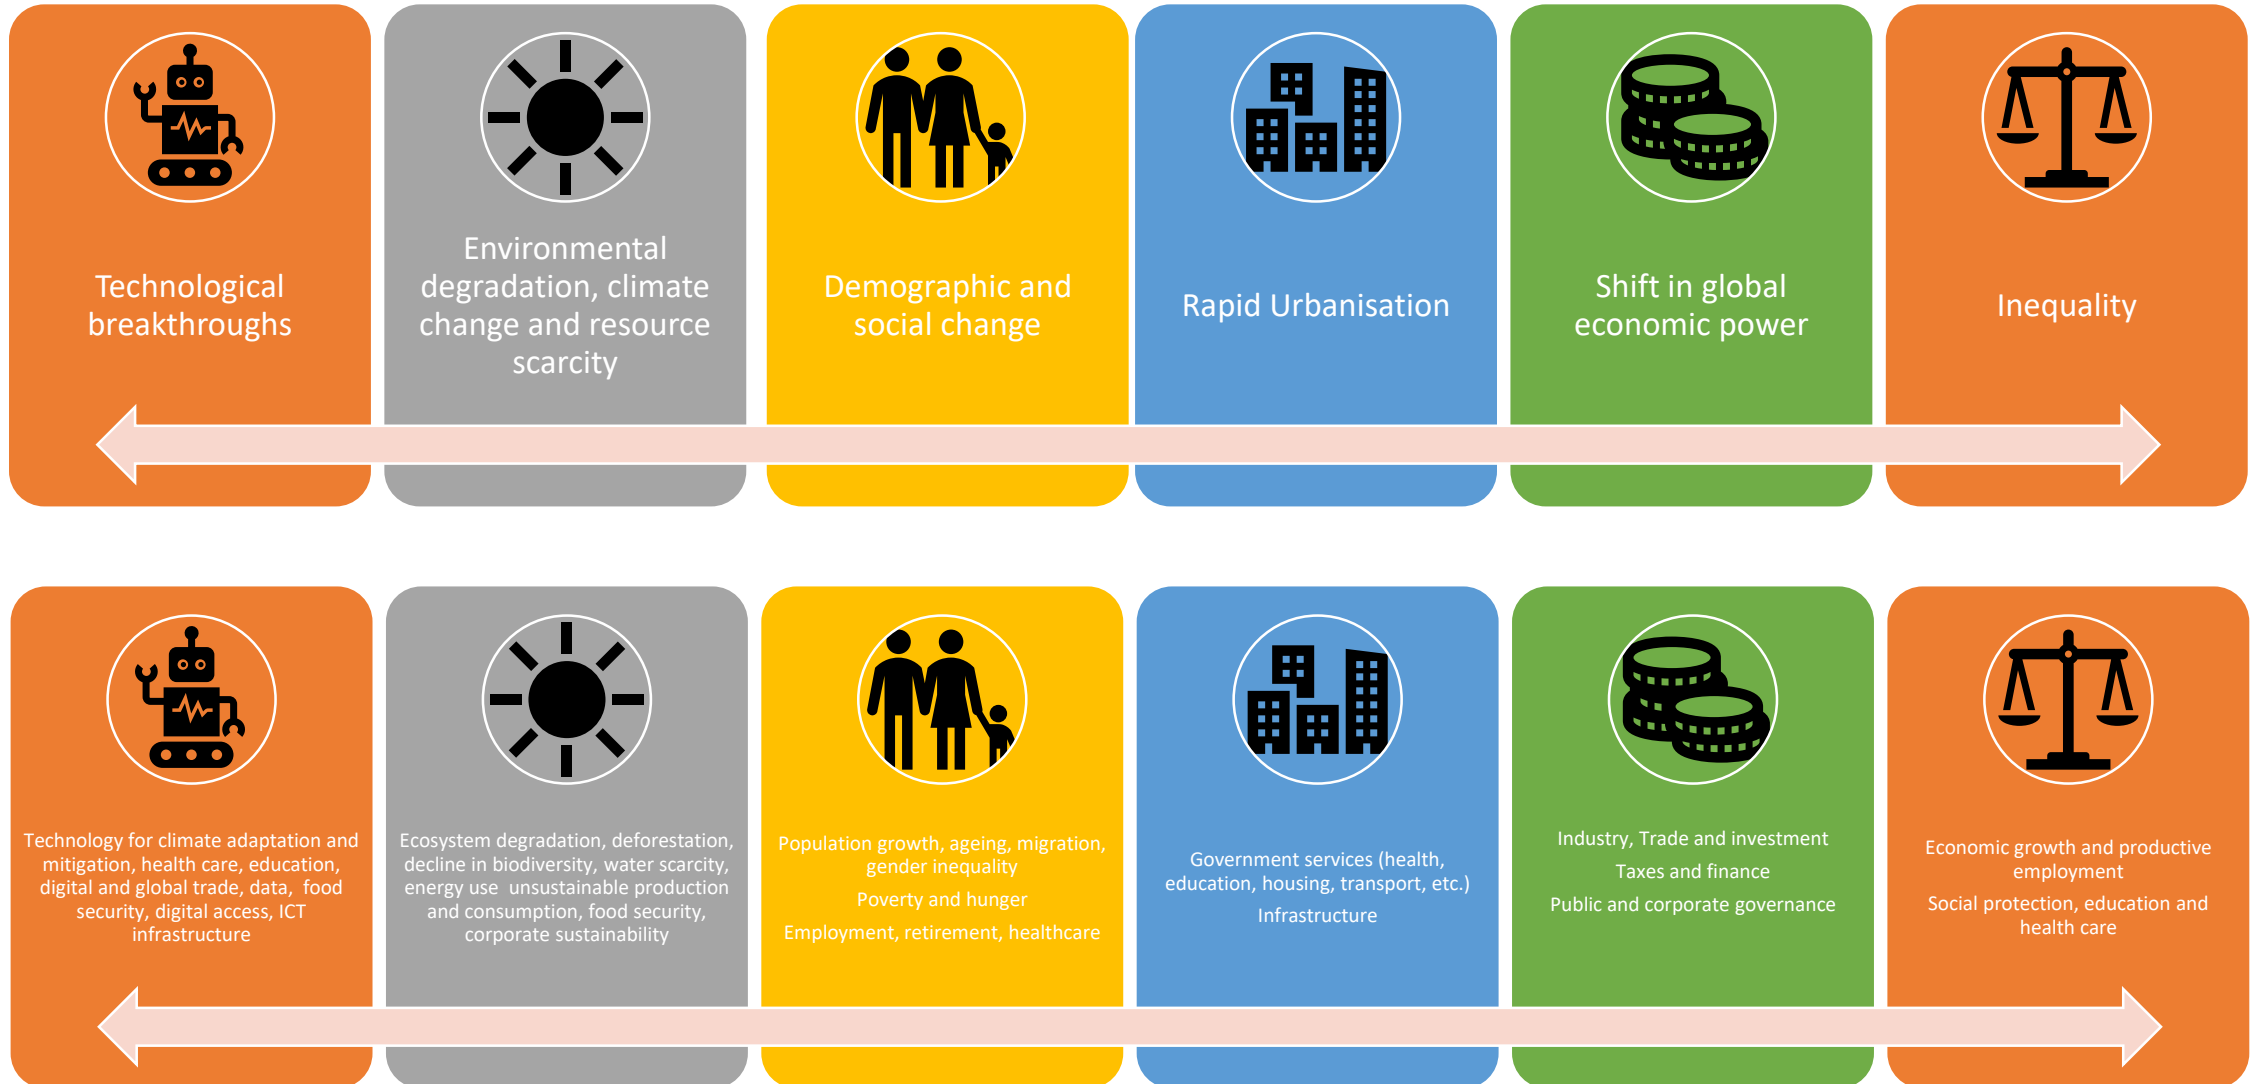 Technological
breakthroughs
Environmental
degradation, climate
change and resource
scarcity
Demographic and
social change
Rapid Urbanisation
Shift in global
economic power
Inequality
Technology for climate adaptation and
mitigation, health care, education,
digital and global trade, data, food
security, digital access, ICT
infrastructure
Ecosystem degradation, deforestation,
decline in biodiversity, water scarcity,
energy use unsustainable production
and consumption, food security,
corporate sustainability
Population growth, ageing, migration,
gender inequality
Poverty and hunger
Employment, retirement, healthcare
Government services (health,
education, housing, transport, etc.)
Infrastructure
Industry, Trade and investment
Taxes and finance
Public and corporate governance
Economic growth and productive
employment
Social protection, education and
health care